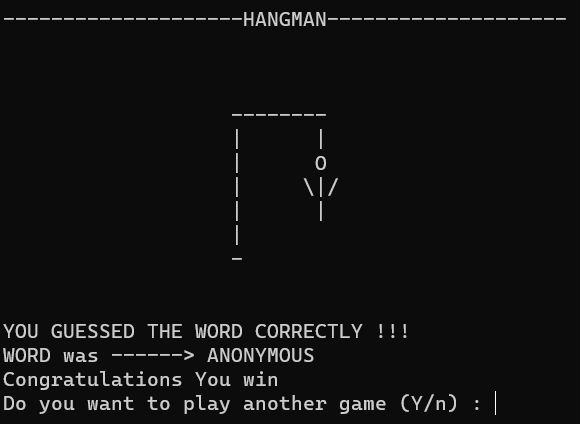 --------------------HANGMAN--------------------
--------
|      |
|      O
|     \|/
|      |
|
-
YOU GUESSED THE WORD CORRECTLY !!!
WORD was ------> ANONYMOUS
Congratulations You win
Do you want to play another game (Y/n) :